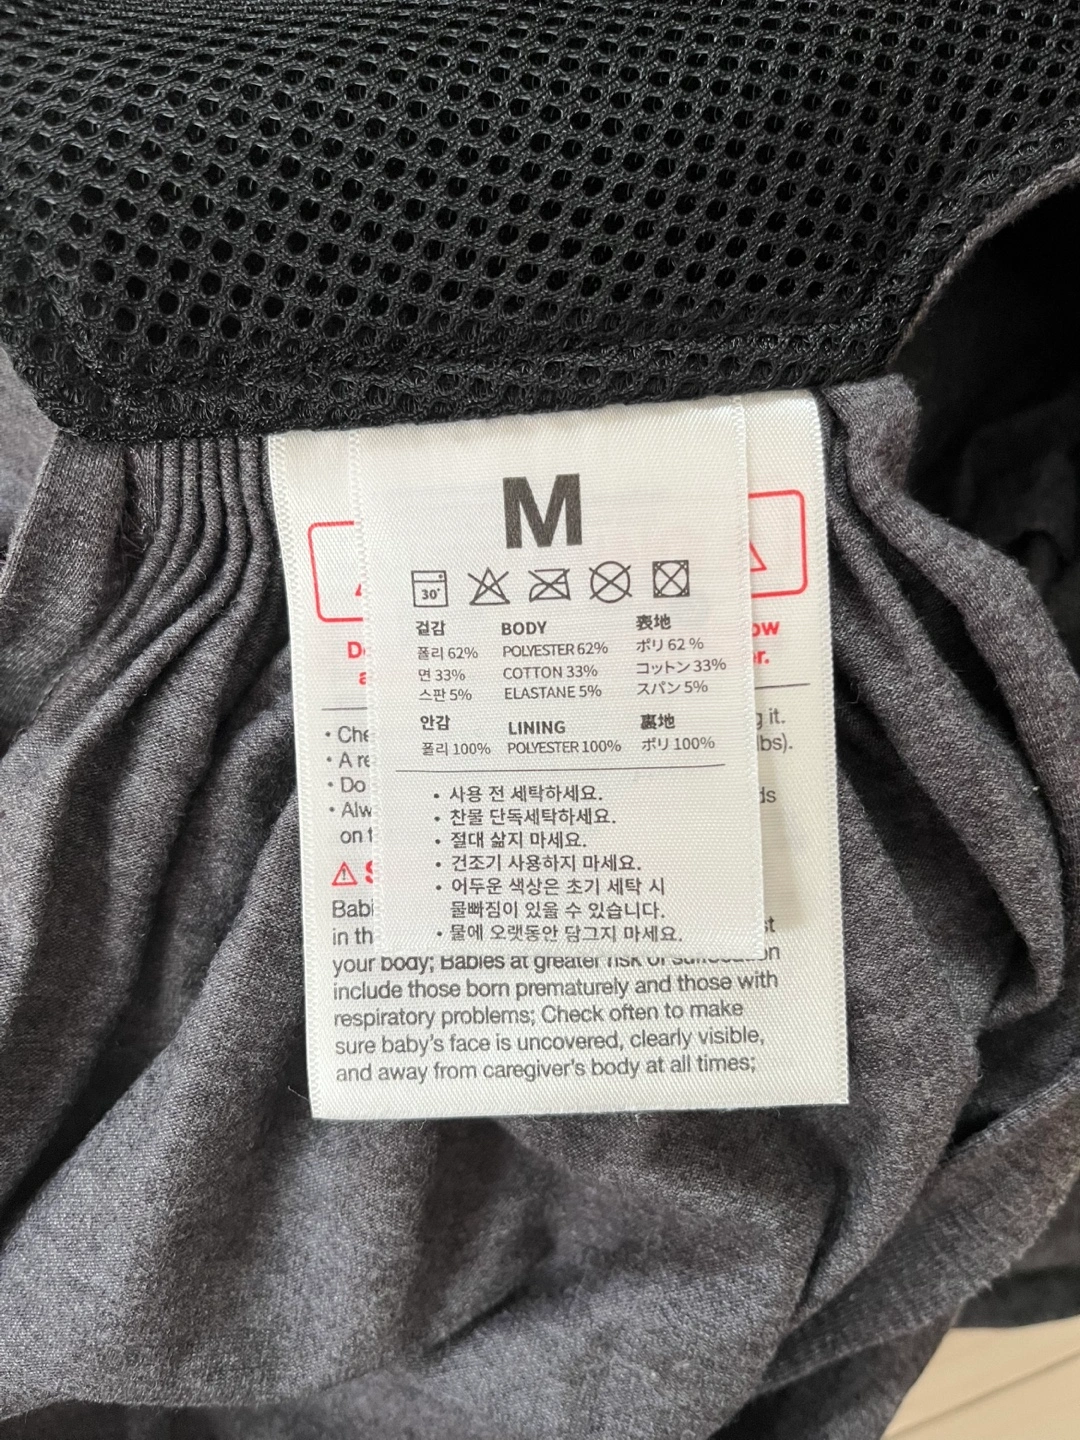 M
30°
걸감 BODY 表地
폴리 62% POLYESTER 62% ポリ 62 %
면 33% COTTON 33% コットン 33%
스판 5% ELASTANE 5% スパン 5%
안감 LINING 裏地
폴리 100% POLYESTER 100% ポリ 100%
• 사용 전 세탁하세요.
• 찬물 단독세탁하세요.
• 절대 삶지 마세요.
• 건조기 사용하지 마세요.
• 어두운 색상은 초기 세탁 시
물빠짐이 있을 수 있습니다.
• 물에 오랫동안 담그지 마세요.
• A
• Do
it.
lbs).
in
your body; Babies at greater risk of
include those born prematurely and those with
respiratory problems; Check often to make
sure baby's face is uncovered, clearly visible,
and away from caregiver's body at all times;